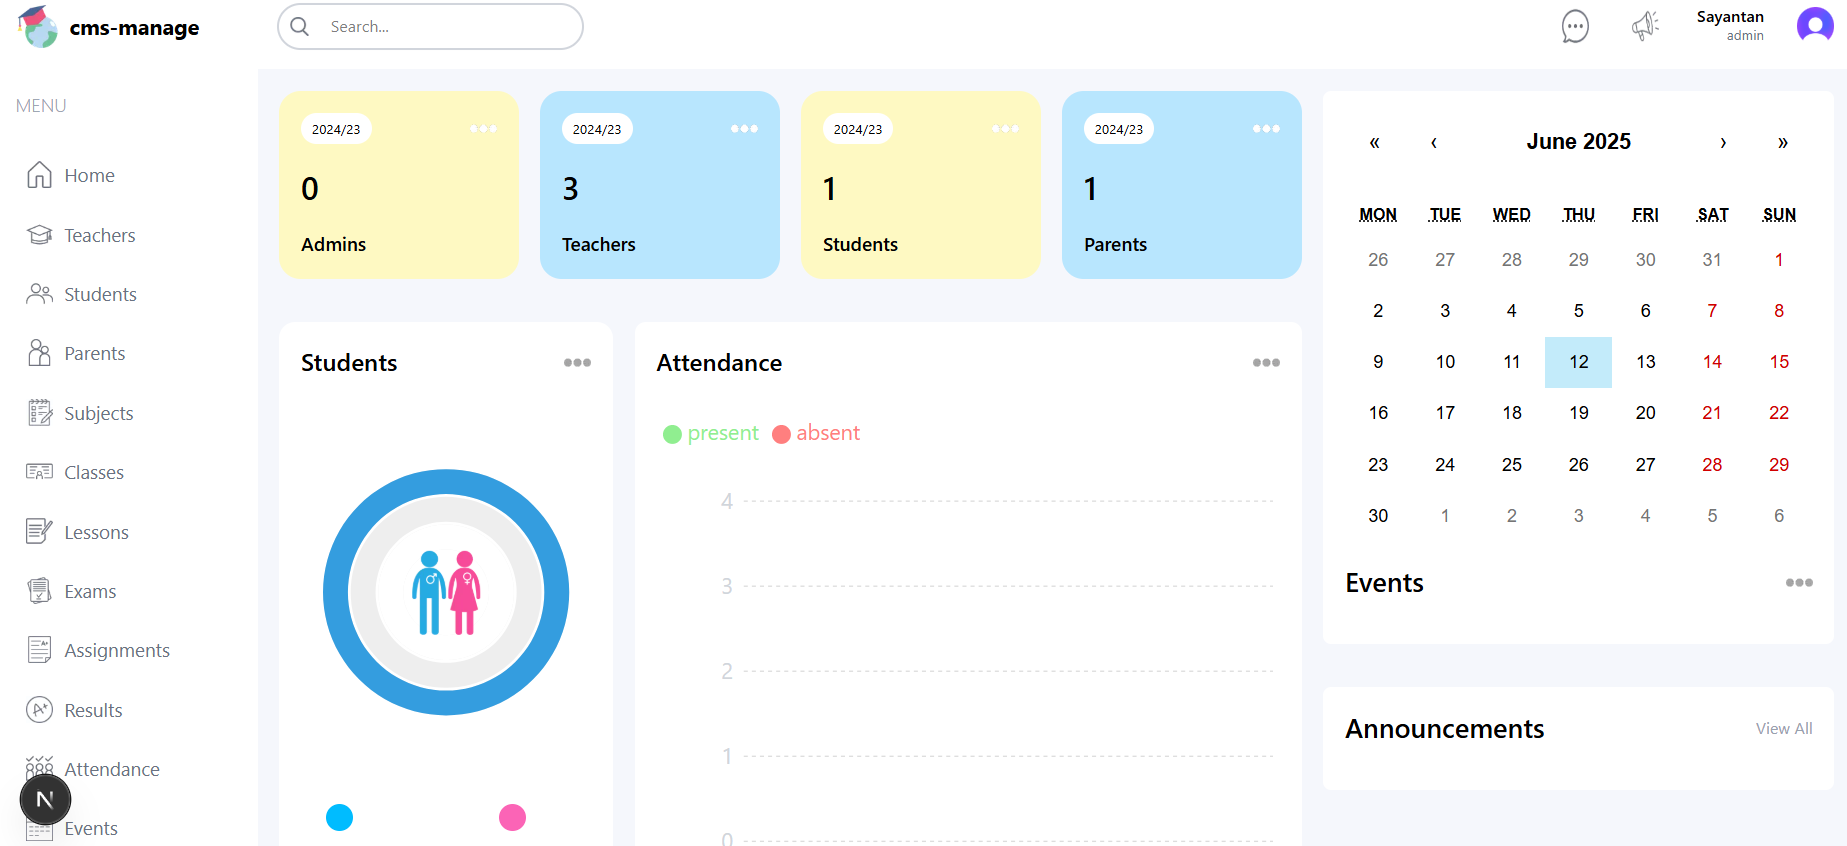 cms-manage
Search...
Sayantan
admin
MENU
Home
Teachers
Students
Parents
Subjects
Classes
Lessons
Exams
Assignments
Results
Attendance
Events
N
2024/23
0
Admins
2024/23
3
Teachers
2024/23
1
Students
2024/23
1
Parents
Students
Attendance
present absent
4
3
2
1
0
« ‹ June 2025 › »
MON TUE WED THU FRI SAT SUN
26 27 28 29 30 31 1
2 3 4 5 6 7 8
9 10 11 12 13 14 15
16 17 18 19 20 21 22
23 24 25 26 27 28 29
30 1 2 3 4 5 6
Events
Announcements
View All